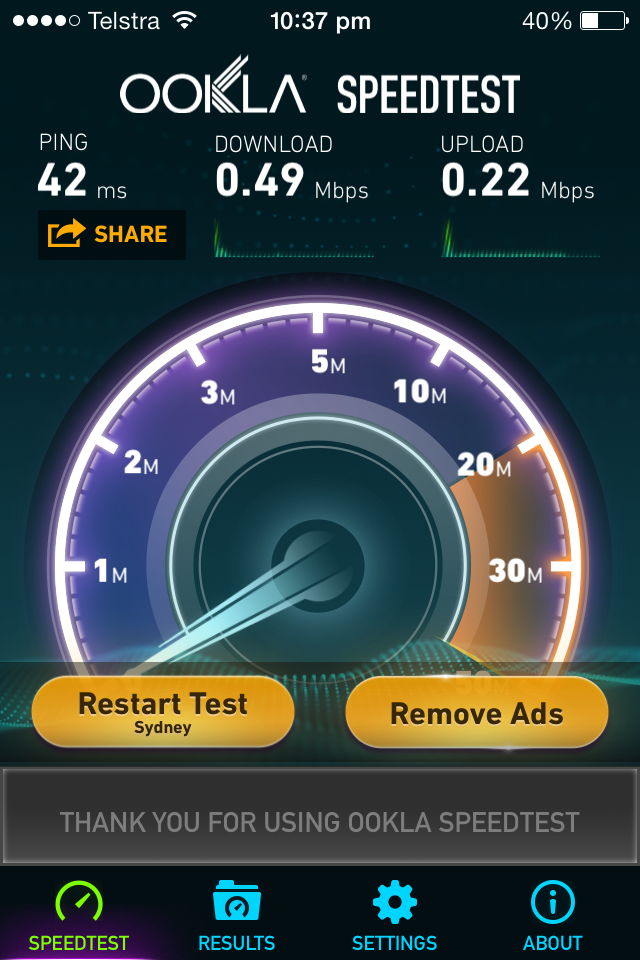 Telstra 10:37 pm 40%
OOKLA® SPEEDTEST
PING DOWNLOAD UPLOAD
42 ms 0.49 Mbps 0.22 Mbps
SHARE
5M
3M 10M
2M 20M
1M 30M
50M
Restart Test
Sydney
Remove Ads
THANK YOU FOR USING OOKLA SPEEDTEST
SPEEDTEST RESULTS SETTINGS ABOUT